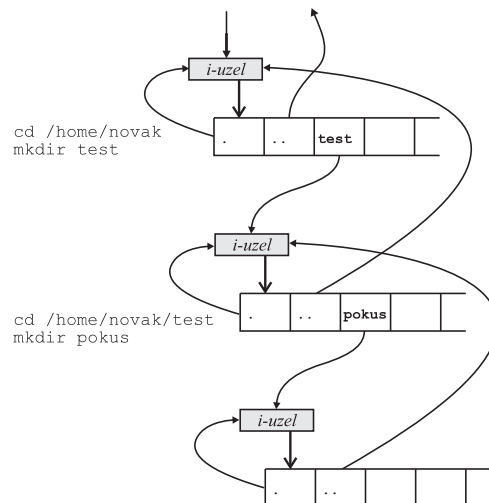 i-uzel
cd /home/novak
mkdir test
. .. test
i-uzel
cd /home/novak/test
mkdir pokus
. .. pokus
i-uzel
. ..